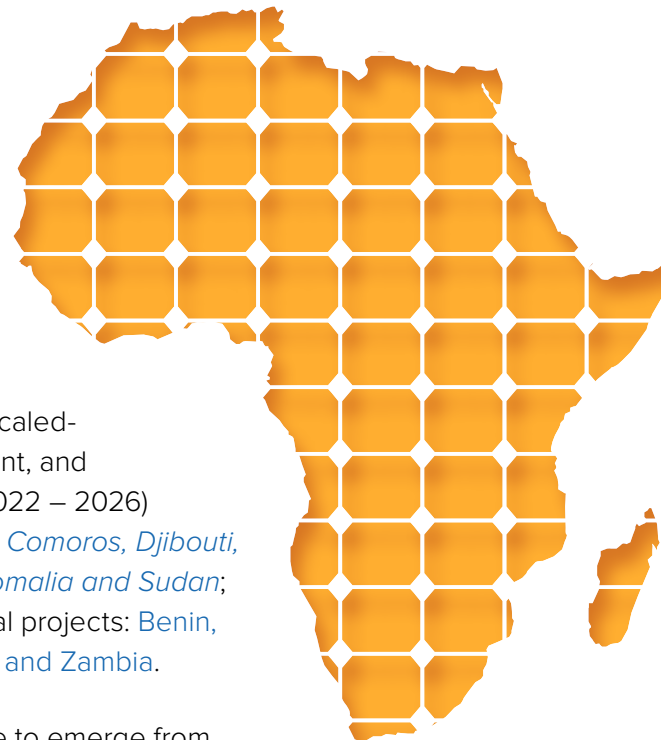 caled-
nt, and
022 – 2026)
Comoros, Djibouti,
omalia and Sudan;
al projects: Benin,
and Zambia.
e to emerge from